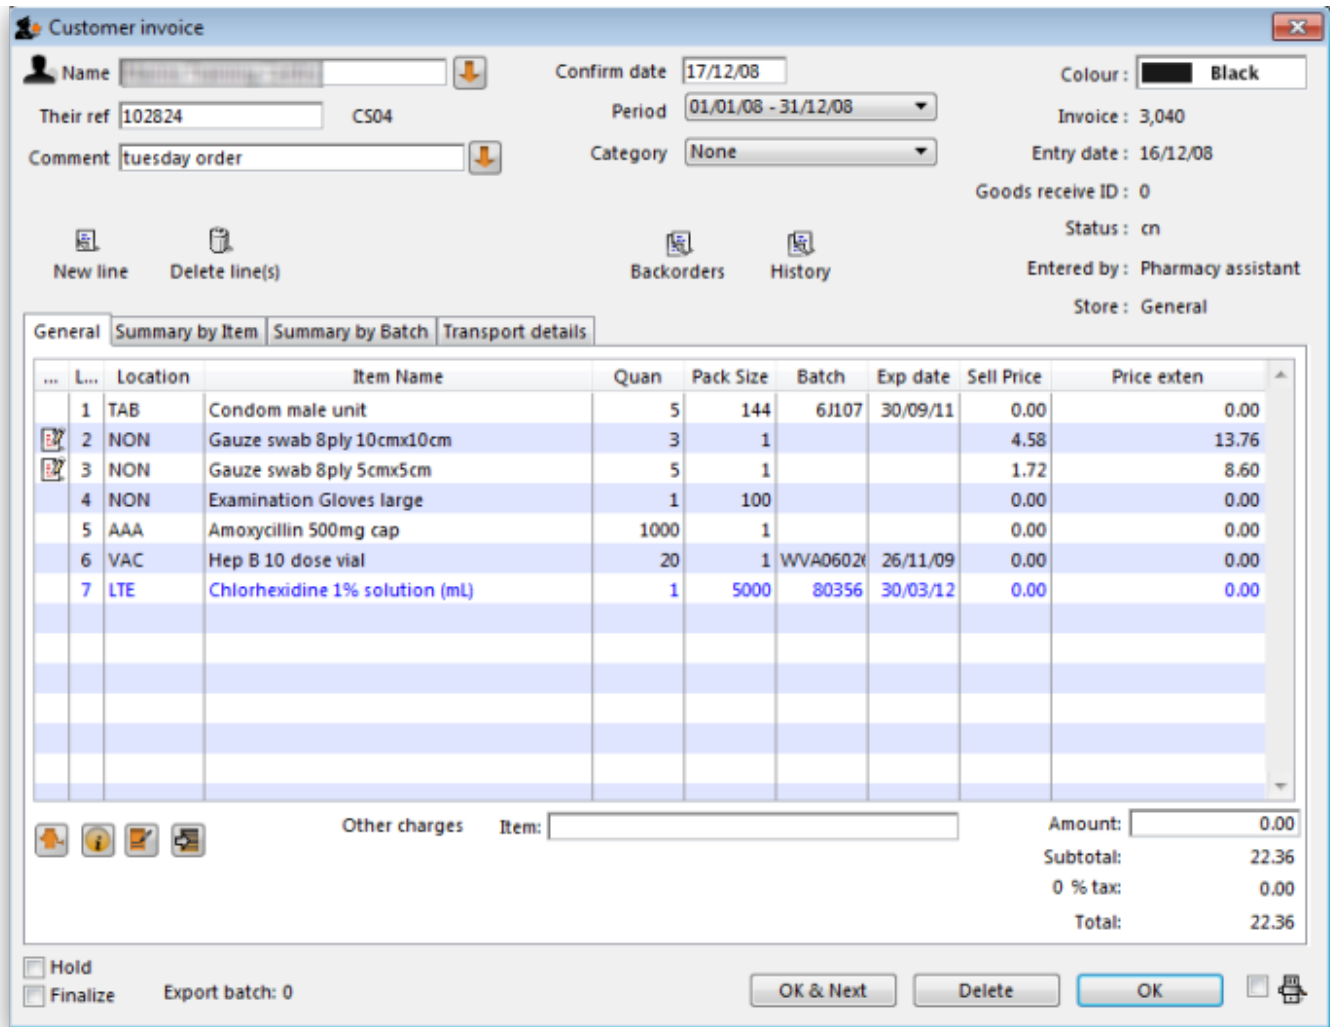 Customer invoice
Name
Confirm date 17/12/08
Colour : Black
Their ref 102824 CS04
Period 01/01/08 - 31/12/08
Invoice : 3,040
Comment tuesday order
Category None
Entry date : 16/12/08
Goods receive ID : 0
Status : cn
New line Delete line(s) Backorders History
Entered by : Pharmacy assistant
Store : General
General Summary by Item Summary by Batch Transport details
... L... Location Item Name Quan Pack Size Batch Exp date Sell Price Price exten
1 TAB Condom male unit 5 144 6J107 30/09/11 0.00 0.00
2 NON Gauze swab 8ply 10cmx10cm 3 1 4.58 13.76
3 NON Gauze swab 8ply 5cmx5cm 5 1 1.72 8.60
4 NON Examination Gloves large 1 100 0.00 0.00
5 AAA Amoxycillin 500mg cap 1000 1 0.00 0.00
6 VAC Hep B 10 dose vial 20 1 WVA0602 26/11/09 0.00 0.00
7 LTE Chlorhexidine 1% solution (mL) 1 5000 80356 30/03/12 0.00 0.00
Other charges Item: Amount: 0.00
Subtotal: 22.36
0 % tax: 0.00
Total: 22.36
Hold
Finalize Export batch: 0
OK & Next Delete OK